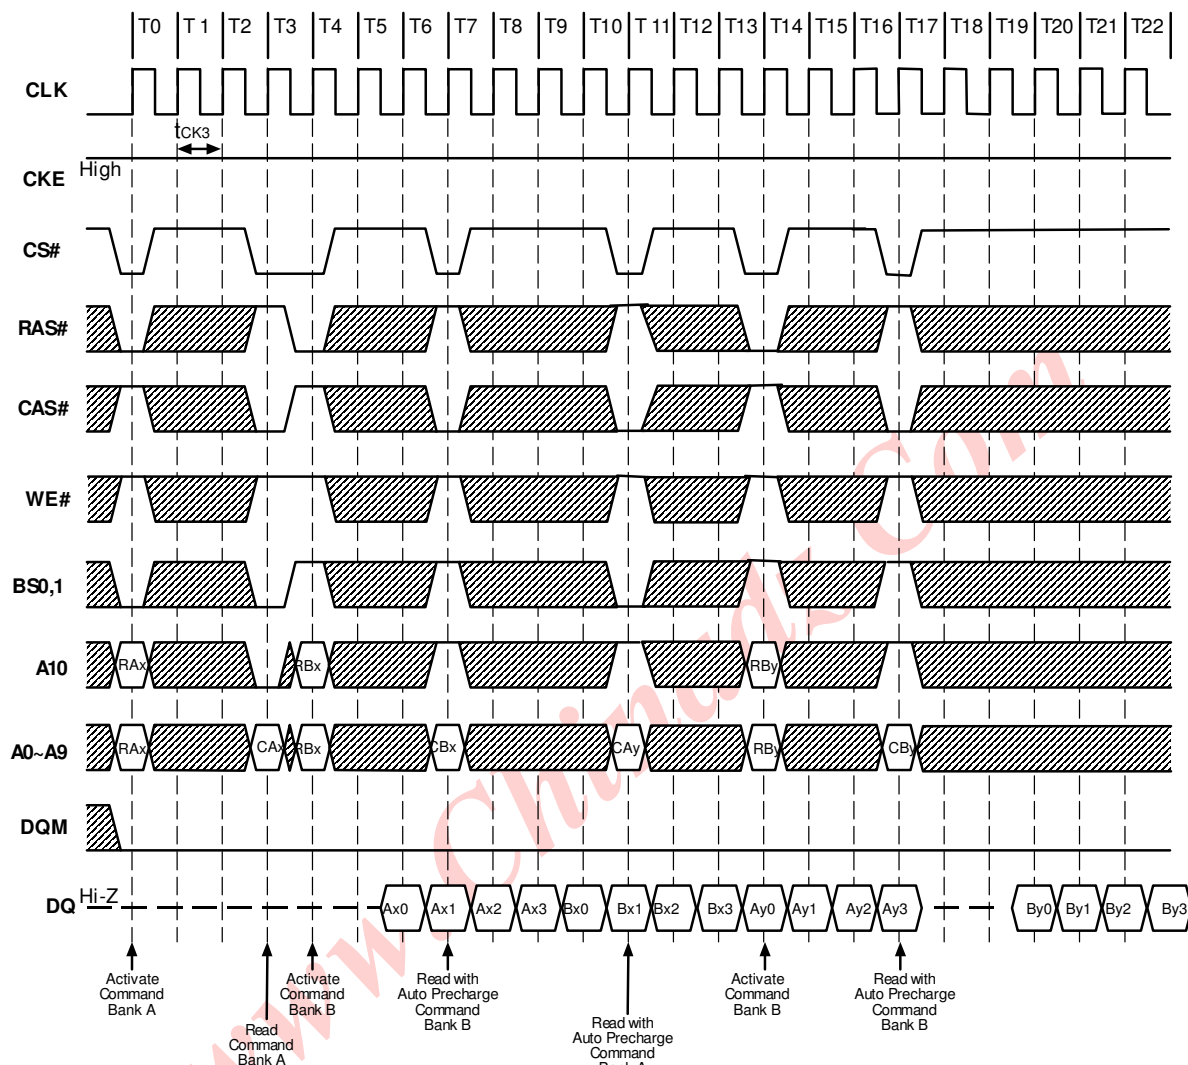 T0 T 1 T2 T3 T4 T5 T6 T7 T8 T9 T10 T 11 T12 T13 T14 T15 T16 T17 T18 T19 T20 T21 T22
CLK
tCK3
High
CKE
CS#
RAS#
CAS#
WE#
BS0,1
A10 RAx RBx RBy
A0~A9 RAx CAx RBx CBx CAy RBy CBy
DQM
DQ Hi-Z Ax0 Ax1 Ax2 Ax3 Bx0 Bx1 Bx2 Bx3 Ay0 Ay1 Ay2 Ay3 By0 By1 By2 By3
Activate
Command
Bank A
Read
Command
Bank A
Activate
Command
Bank B
Read with
Auto Precharge
Command
Bank B
Read with
Auto Precharge
Command
Bank A
Activate
Command
Bank B
Read with
Auto Precharge
Command
Bank B